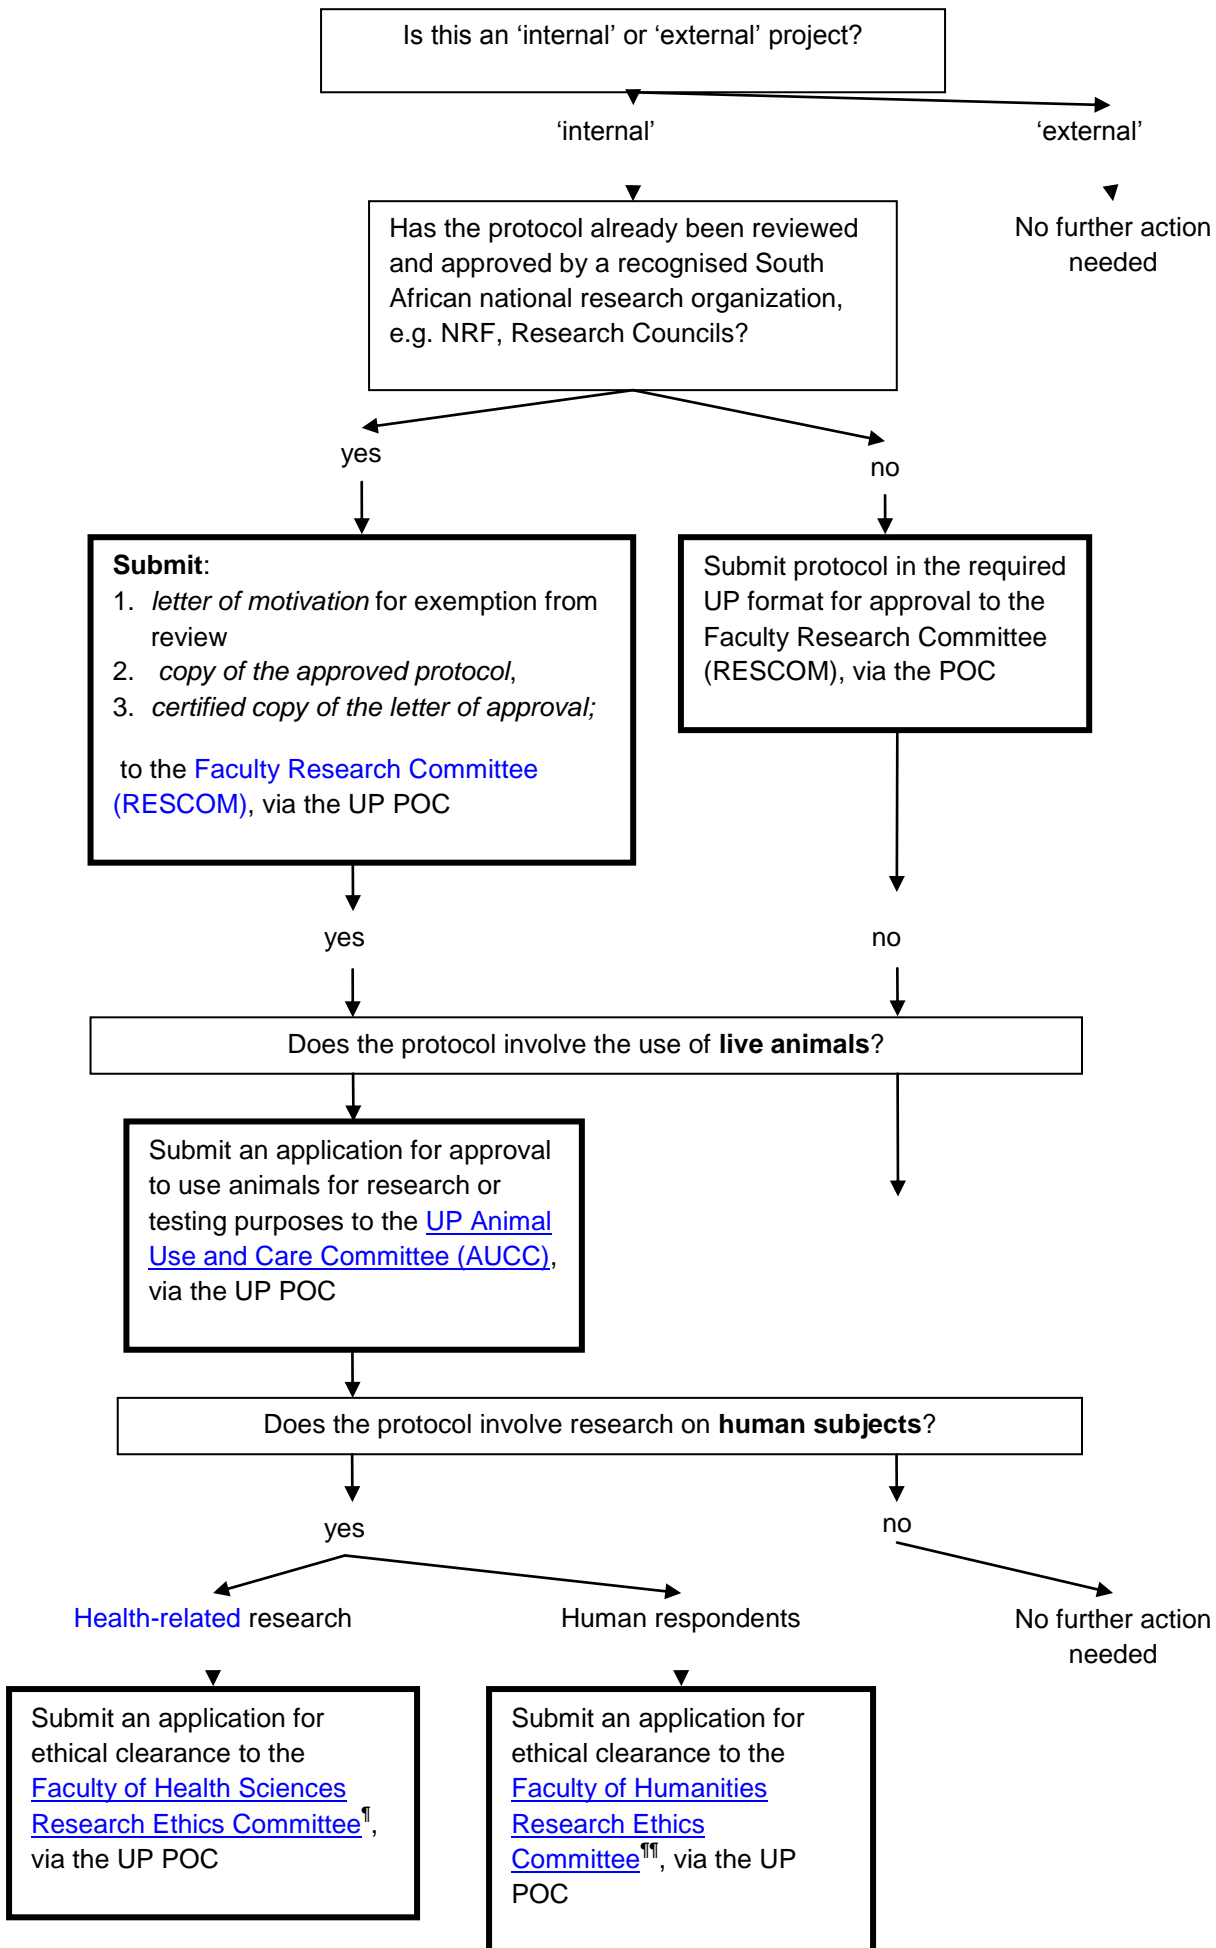 Is this an ‘internal’ or ‘external’ project?
‘internal’
‘external’
Has the protocol already been reviewed
and approved by a recognised South
African national research organization,
e.g. NRF, Research Councils?
No further action
needed
yes
no
Submit:
1. letter of motivation for exemption from
review
2. copy of the approved protocol,
3. certified copy of the letter of approval;
to the Faculty Research Committee
(RESCOM), via the UP POC
Submit protocol in the required
UP format for approval to the
Faculty Research Committee
(RESCOM), via the POC
yes
no
Does the protocol involve the use of live animals?
Submit an application for approval
to use animals for research or
testing purposes to the UP Animal
Use and Care Committee (AUCC),
via the UP POC
Does the protocol involve research on human subjects?
yes
no
Health-related research
Human respondents
No further action
needed
Submit an application for
ethical clearance to the
Faculty of Health Sciences
Research Ethics Committee¶,
via the UP POC
Submit an application for
ethical clearance to the
Faculty of Humanities
Research Ethics
Committee¶¶, via the UP
POC